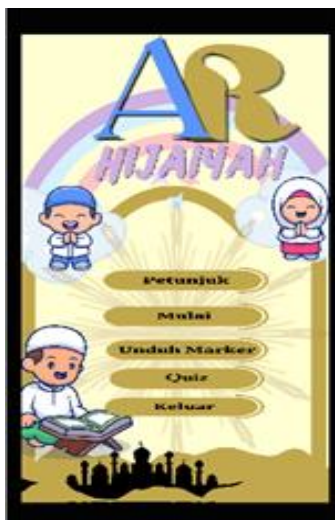 AR
HIJAIYAH
Petunjuk
Mulai
Unduh Marker
Quiz
Keluar